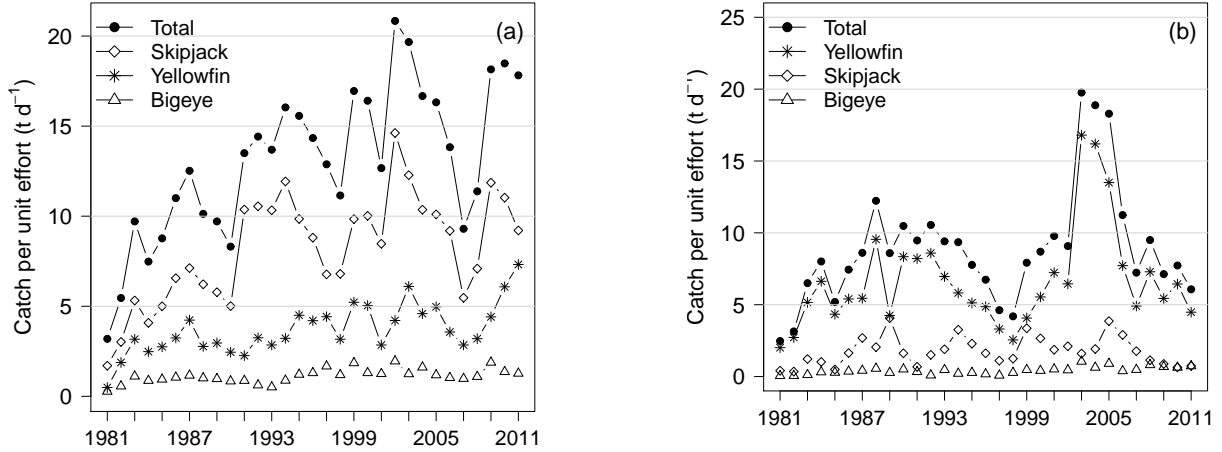 (a)
Total
Skipjack
Yellowfin
Bigeye
Catch per unit effort (t d⁻¹)
20
15
10
5
0
1981 1987 1993 1999 2005 2011
(b)
Total
Yellowfin
Skipjack
Bigeye
Catch per unit effort (t d⁻¹)
25
20
15
10
5
0
1981 1987 1993 1999 2005 2011